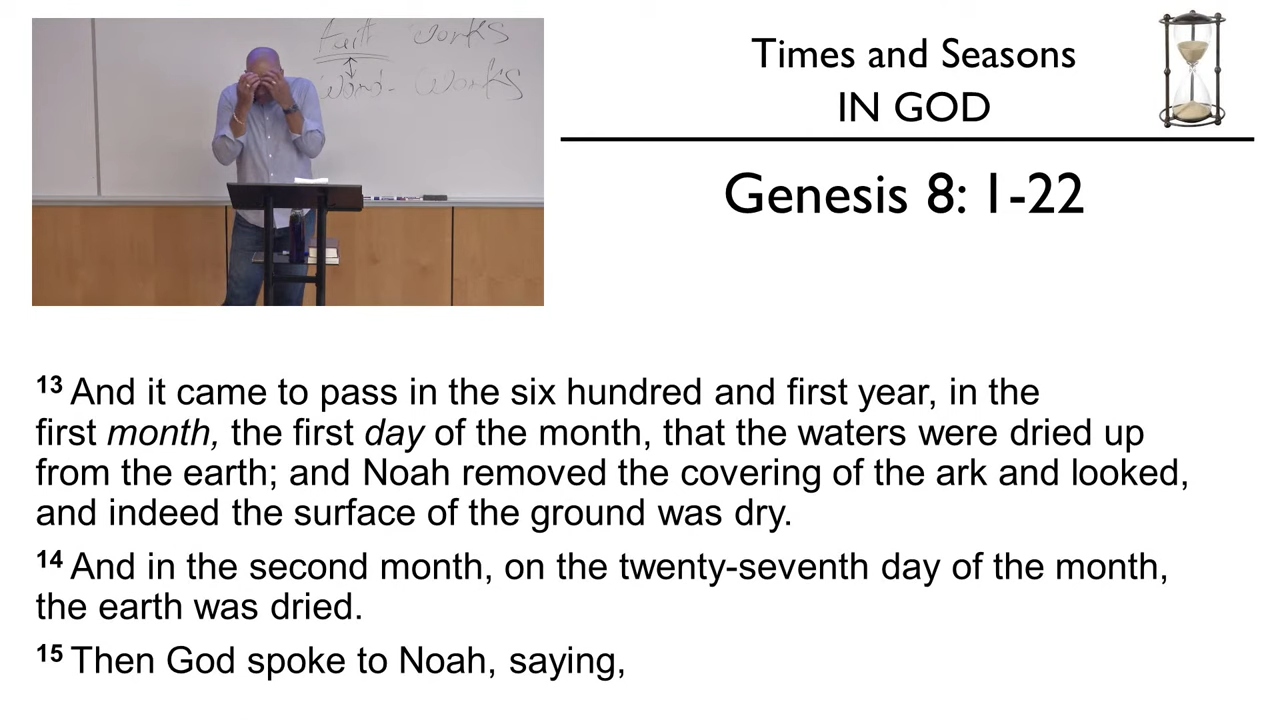 Faith Works
Word- Works
Times and Seasons
IN GOD
Genesis 8: 1-22
13 And it came to pass in the six hundred and first year, in the
first month, the first day of the month, that the waters were dried up
from the earth; and Noah removed the covering of the ark and looked,
and indeed the surface of the ground was dry.
14 And in the second month, on the twenty-seventh day of the month,
the earth was dried.
15 Then God spoke to Noah, saying,